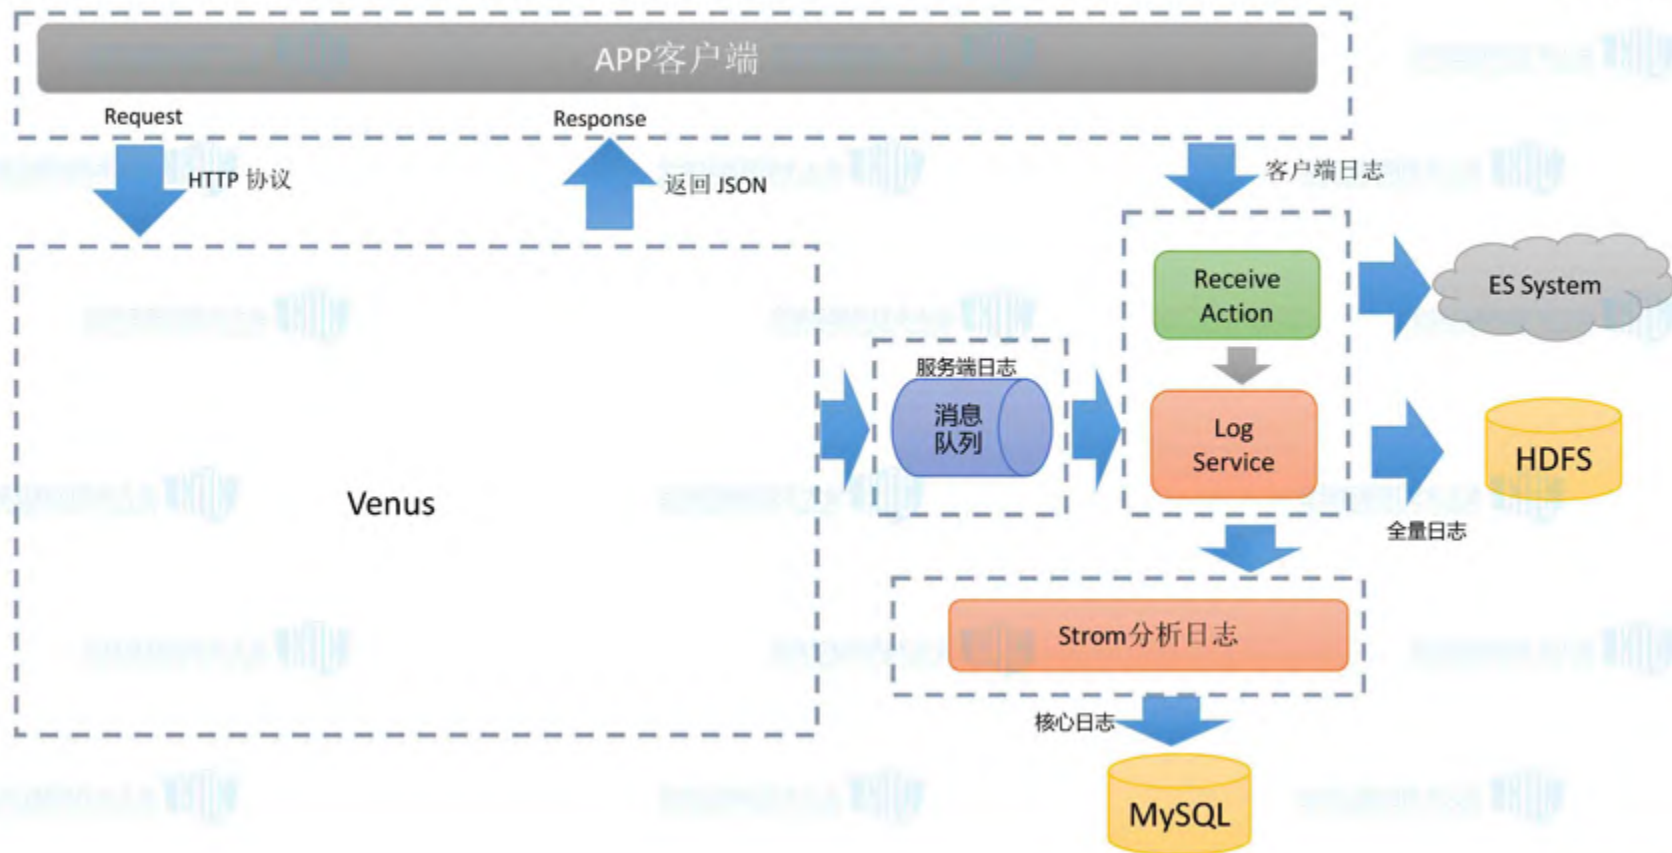 APP客户端
Request
Response
HTTP 协议
返回 JSON
客户端日志
Receive
Action
ES System
服务端日志
消息
队列
Log
Service
HDFS
全量日志
Venus
Strom分析日志
核心日志
MySQL